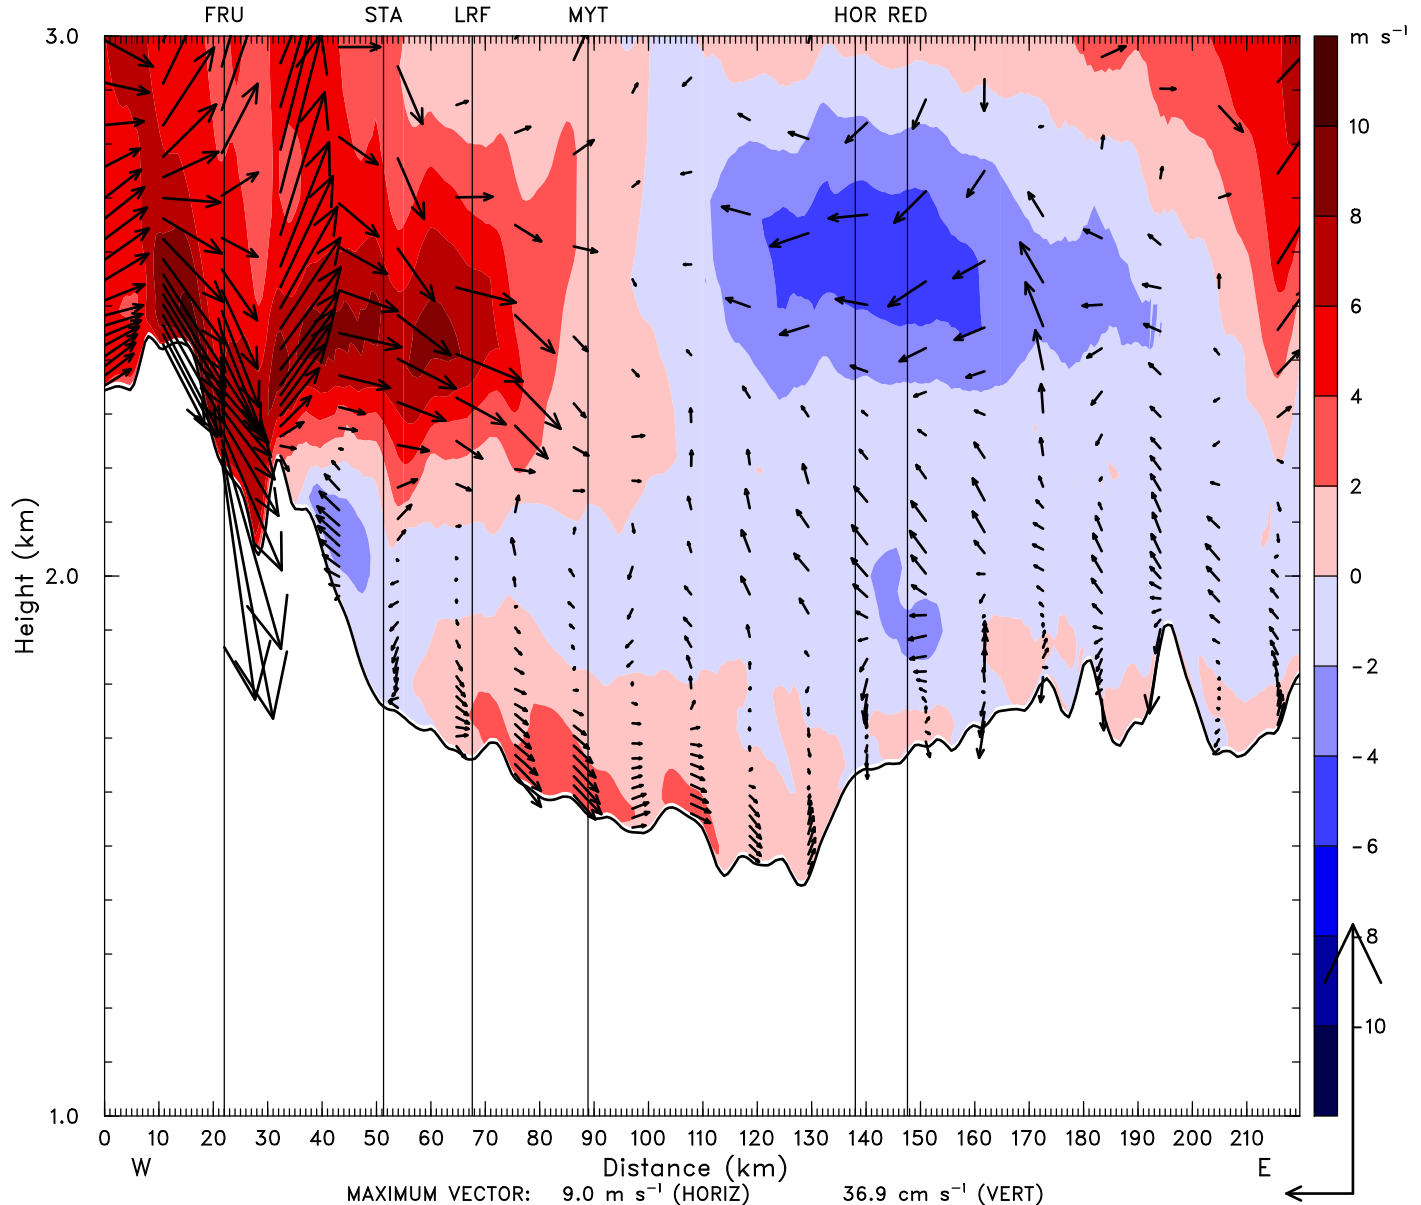 FRU STA LRF MYT HOR RED
m s⁻¹
3.0
10
8
6
4
2
0
-2
-4
-6
-8
-10
Height (km)
2.0
1.0
0 10 20 30 40 50 60 70 80 90 100 110 120 130 140 150 160 170 180 190 200 210
W Distance (km) E
MAXIMUM VECTOR: 9.0 m s⁻¹ (HORIZ) 36.9 cm s⁻¹ (VERT)